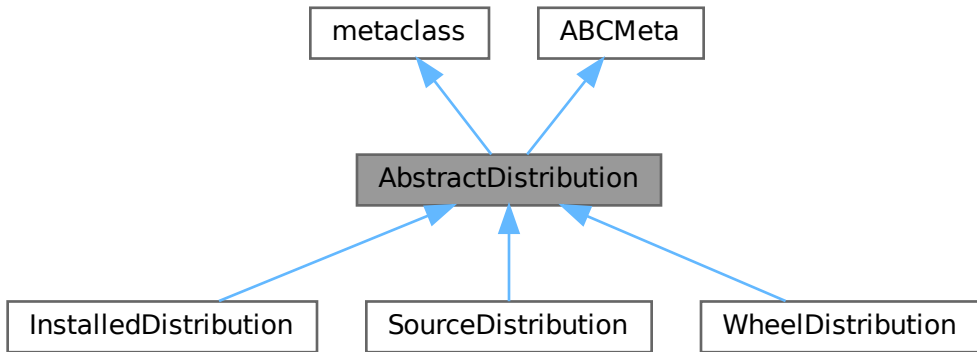 metaclass
ABCMeta
AbstractDistribution
InstalledDistribution
SourceDistribution
WheelDistribution